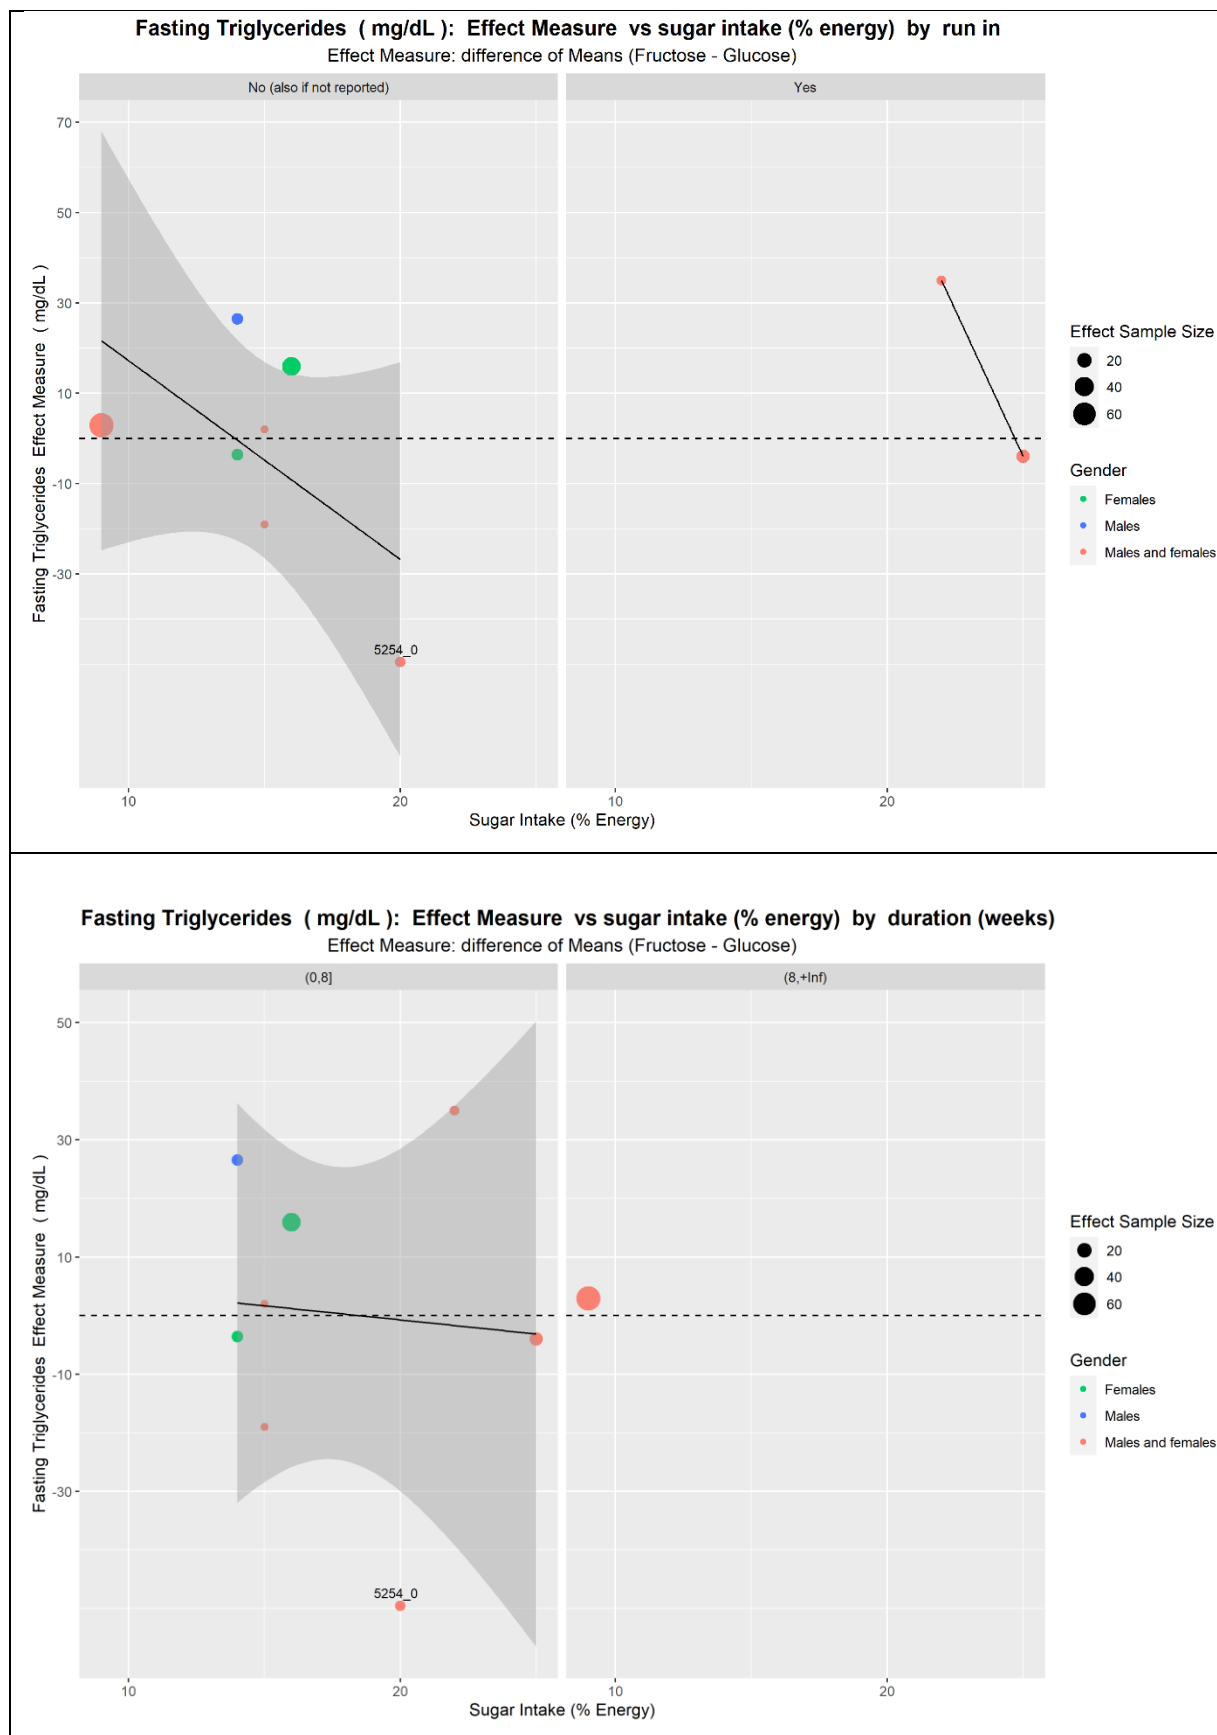 Fasting Triglycerides ( mg/dL ): Effect Measure vs sugar intake (% energy) by run in
Effect Measure: difference of Means (Fructose - Glucose)
No (also if not reported)
Yes
Fasting Triglycerides Effect Measure ( mg/dL )
70
50
30
10
-10
-30
5254_0
10
20
10
20
Sugar Intake (% Energy)
Effect Sample Size
20
40
60
Gender
Females
Males
Males and females
Fasting Triglycerides ( mg/dL ): Effect Measure vs sugar intake (% energy) by duration (weeks)
Effect Measure: difference of Means (Fructose - Glucose)
(0,8]
(8,+Inf)
Fasting Triglycerides Effect Measure ( mg/dL )
50
30
10
-10
-30
5254_0
10
20
10
20
Sugar Intake (% Energy)
Effect Sample Size
20
40
60
Gender
Females
Males
Males and females